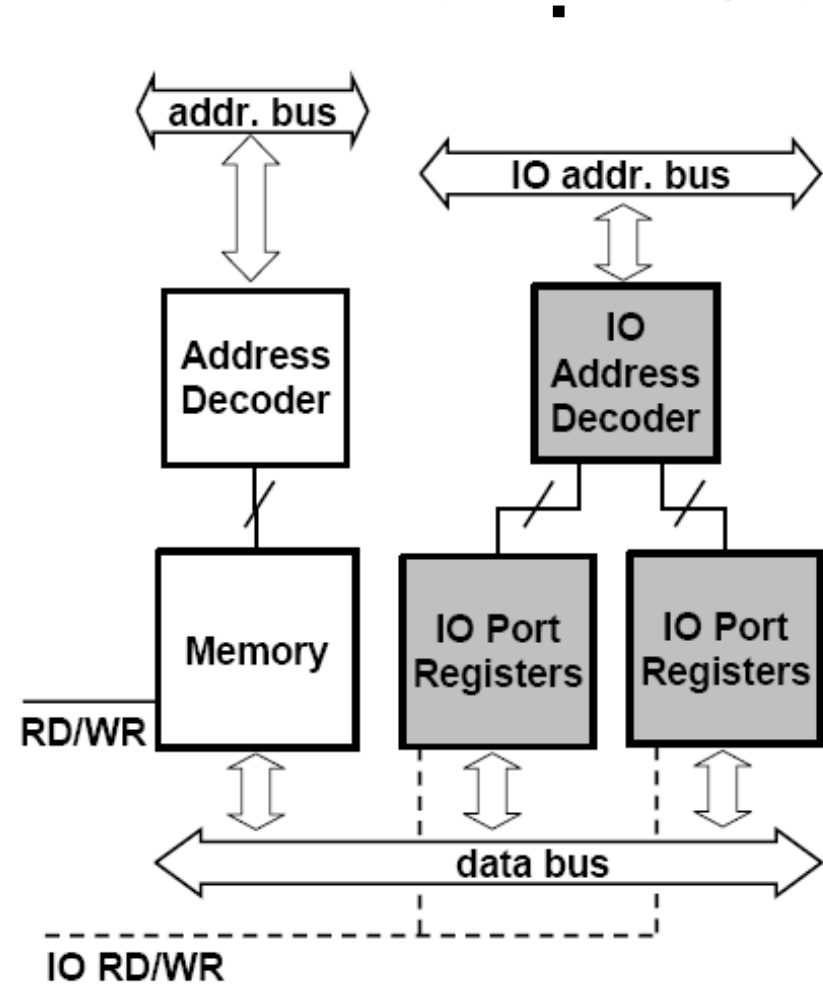 addr. bus
IO addr. bus
Address
Decoder
IO
Address
Decoder
Memory
IO Port
Registers
IO Port
Registers
RD/WR
data bus
IO RD/WR